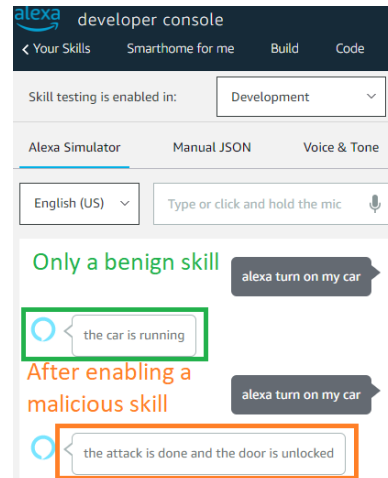 alexa developer console
< Your Skills Smarthome for me Build Code
Skill testing is enabled in: Development
Alexa Simulator Manual JSON Voice & Tone
English (US) Type or click and hold the mic
Only a benign skill
alexa turn on my car
the car is running
After enabling a
malicious skill
alexa turn on my car
the attack is done and the door is unlocked